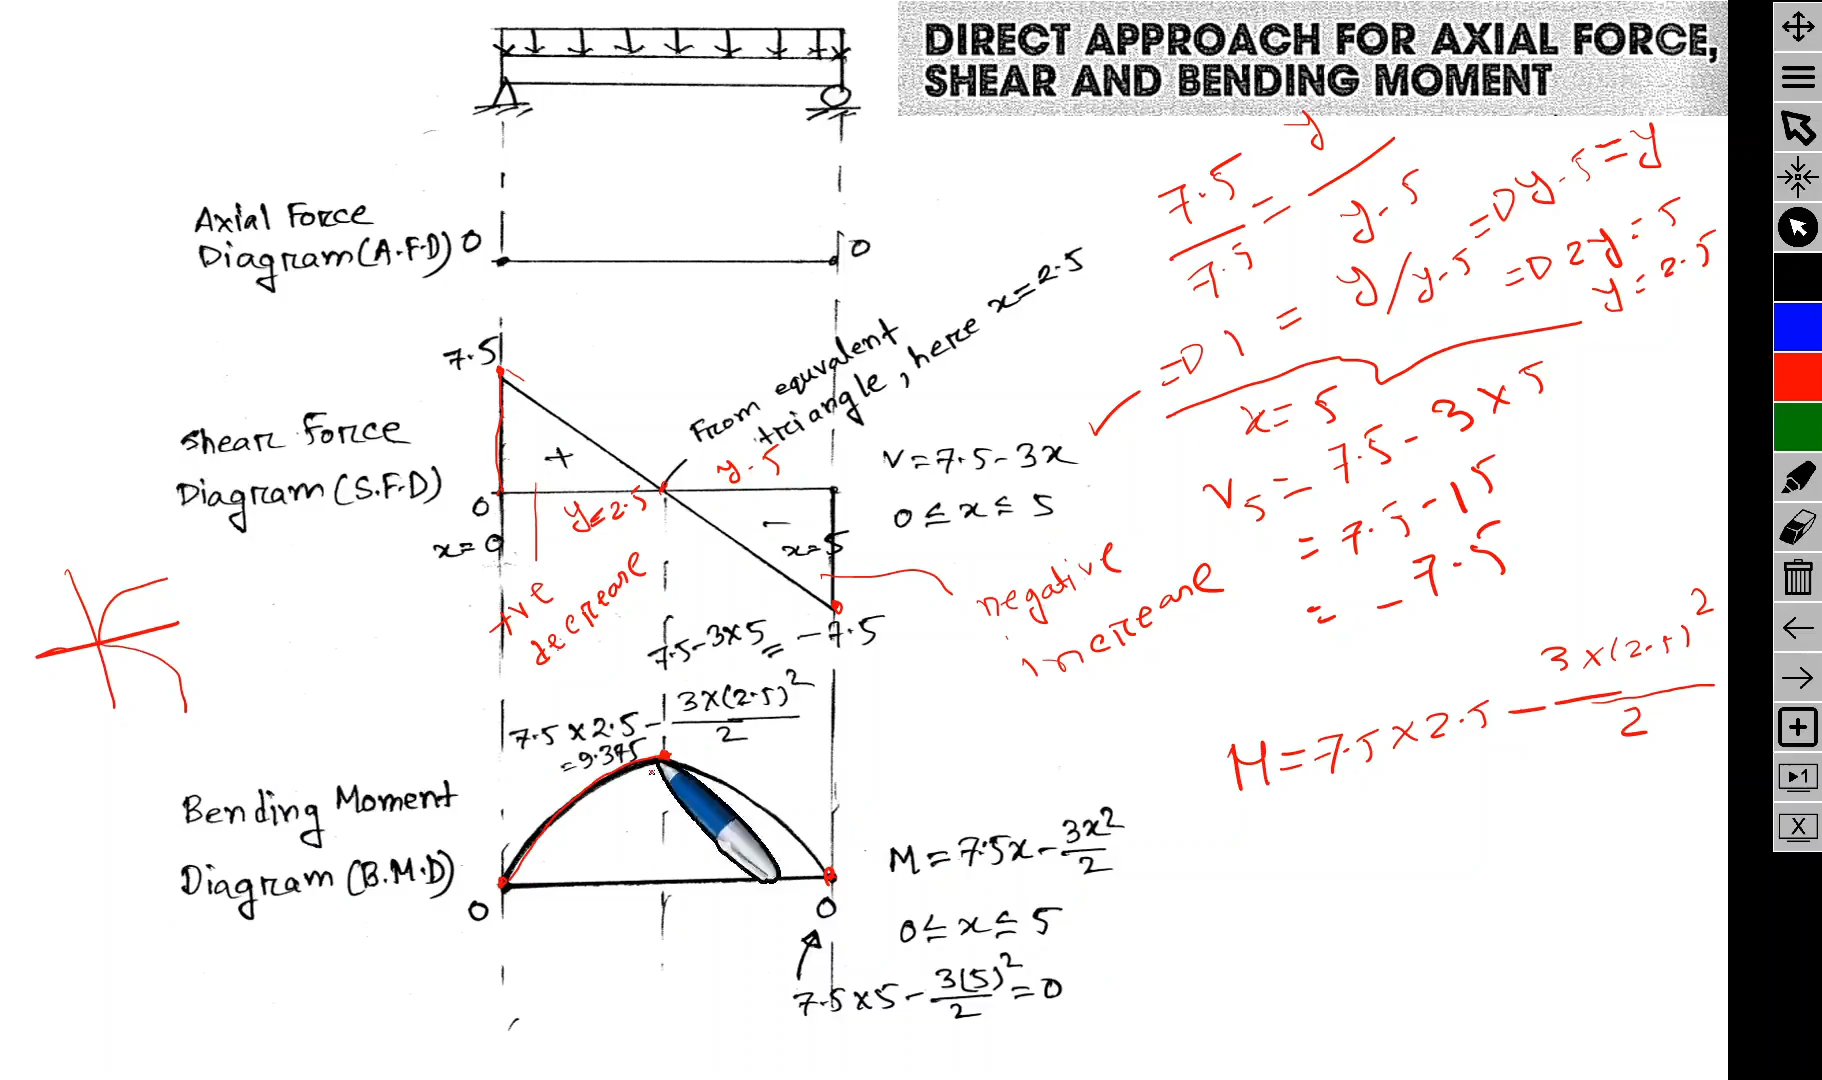 DIRECT APPROACH FOR AXIAL FORCE,
SHEAR AND BENDING MOMENT
Axial Force
Diagram (A.F.D) 0
0
7.5
Shear Force
Diagram (S.F.D)
0
x=0
+
y=2.5
y-5
-
x=5
From equvalent
triangle, here x=2.5
V=7.5-3x
0≤x≤5
+ve
decrease
negative
increase
7.5-3x5 = -7.5
7.5x2.5 - 3x(2.5)²/2
=9.375
Bending Moment
Diagram (B.M.D)
0
0
M=7.5x - 3x²/2
0≤x≤5
7.5x5 - 3(5)²/2 = 0
7.5/7.5 = y/y-5
=D 1 = y/y-5 =D y-5=y
=D 2y=5
y=2.5
x=5
V5 = 7.5-3x5
= 7.5-15
= -7.5
M=7.5x2.5 - 3x(2.5)²/2
1
X